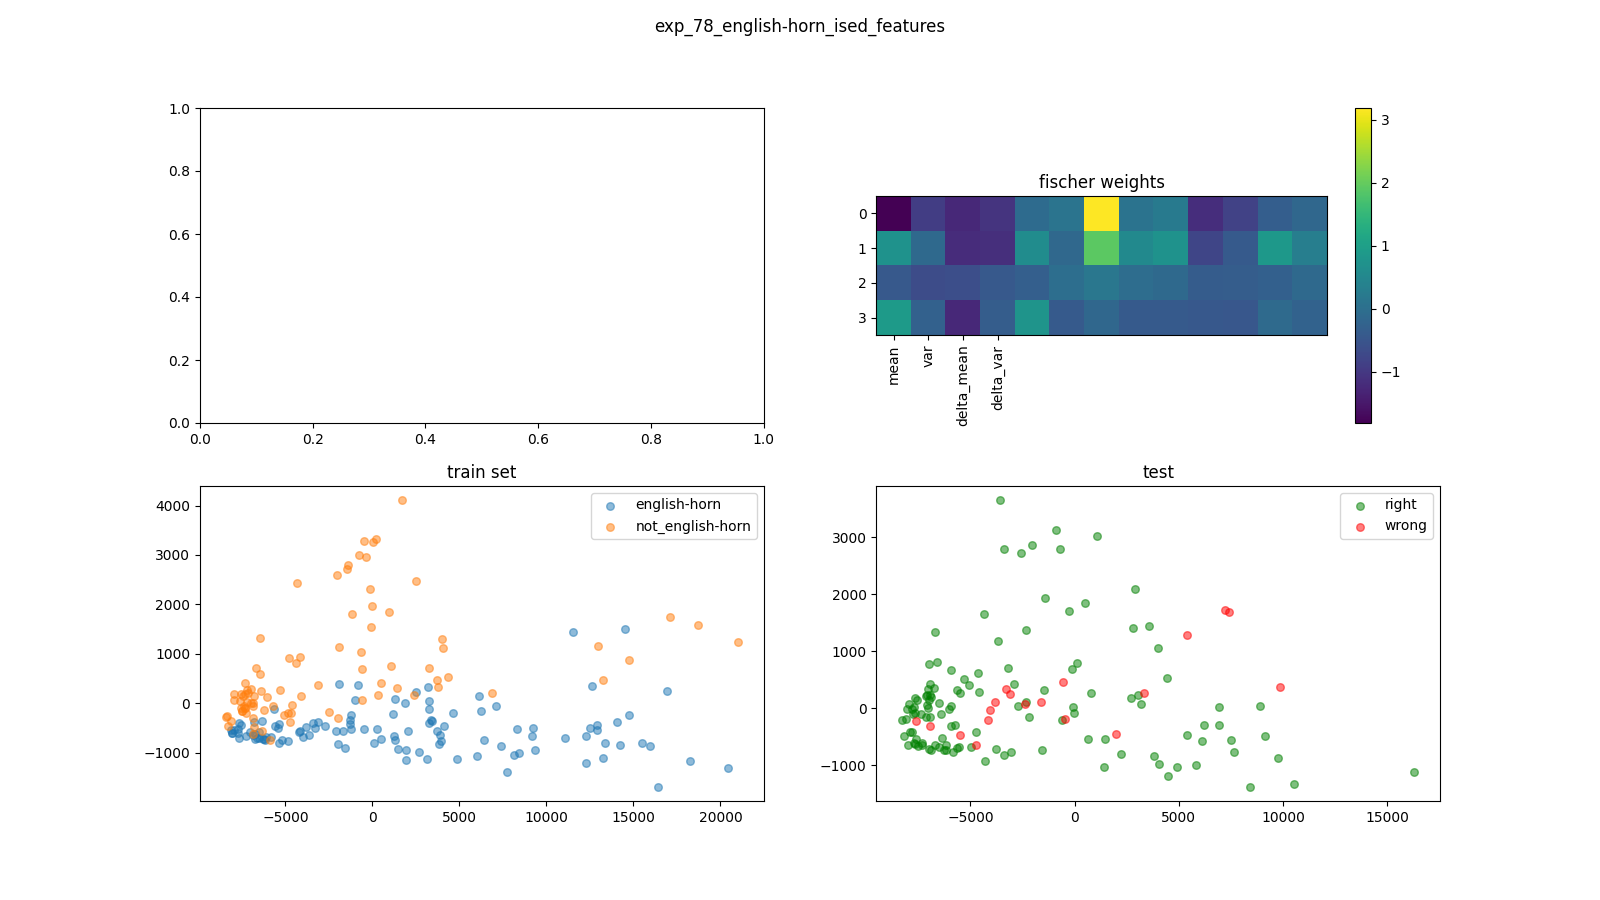 exp_78_english-horn_ised_features
1.0
0.8
0.6
0.4
0.2
0.0
0.0 0.2 0.4 0.6 0.8 1.0
fischer weights
0
1
2
3
mean var delta_mean delta_var
3
2
1
0
−1
train set
english-horn
not_english-horn
4000
3000
2000
1000
0
−1000
−5000 0 5000 10000 15000 20000
test
right
wrong
3000
2000
1000
0
−1000
−5000 0 5000 10000 15000